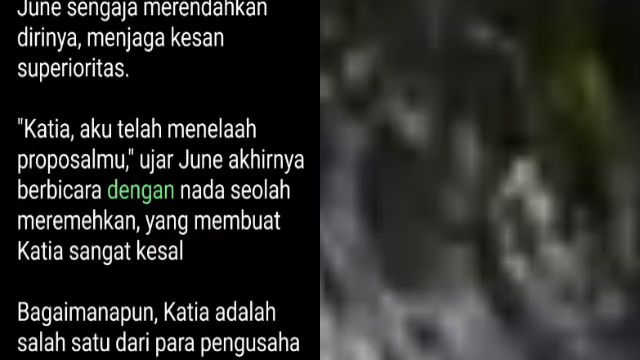 June sengaja merendahkan
dirinya, menjaga kesan
superioritas.
"Katia, aku telah menelaah
proposalmu," ujar June akhirnya
berbicara dengan nada seolah
meremehkan, yang membuat
Katia sangat kesal
Bagaimanapun, Katia adalah
salah satu dari para pengusaha